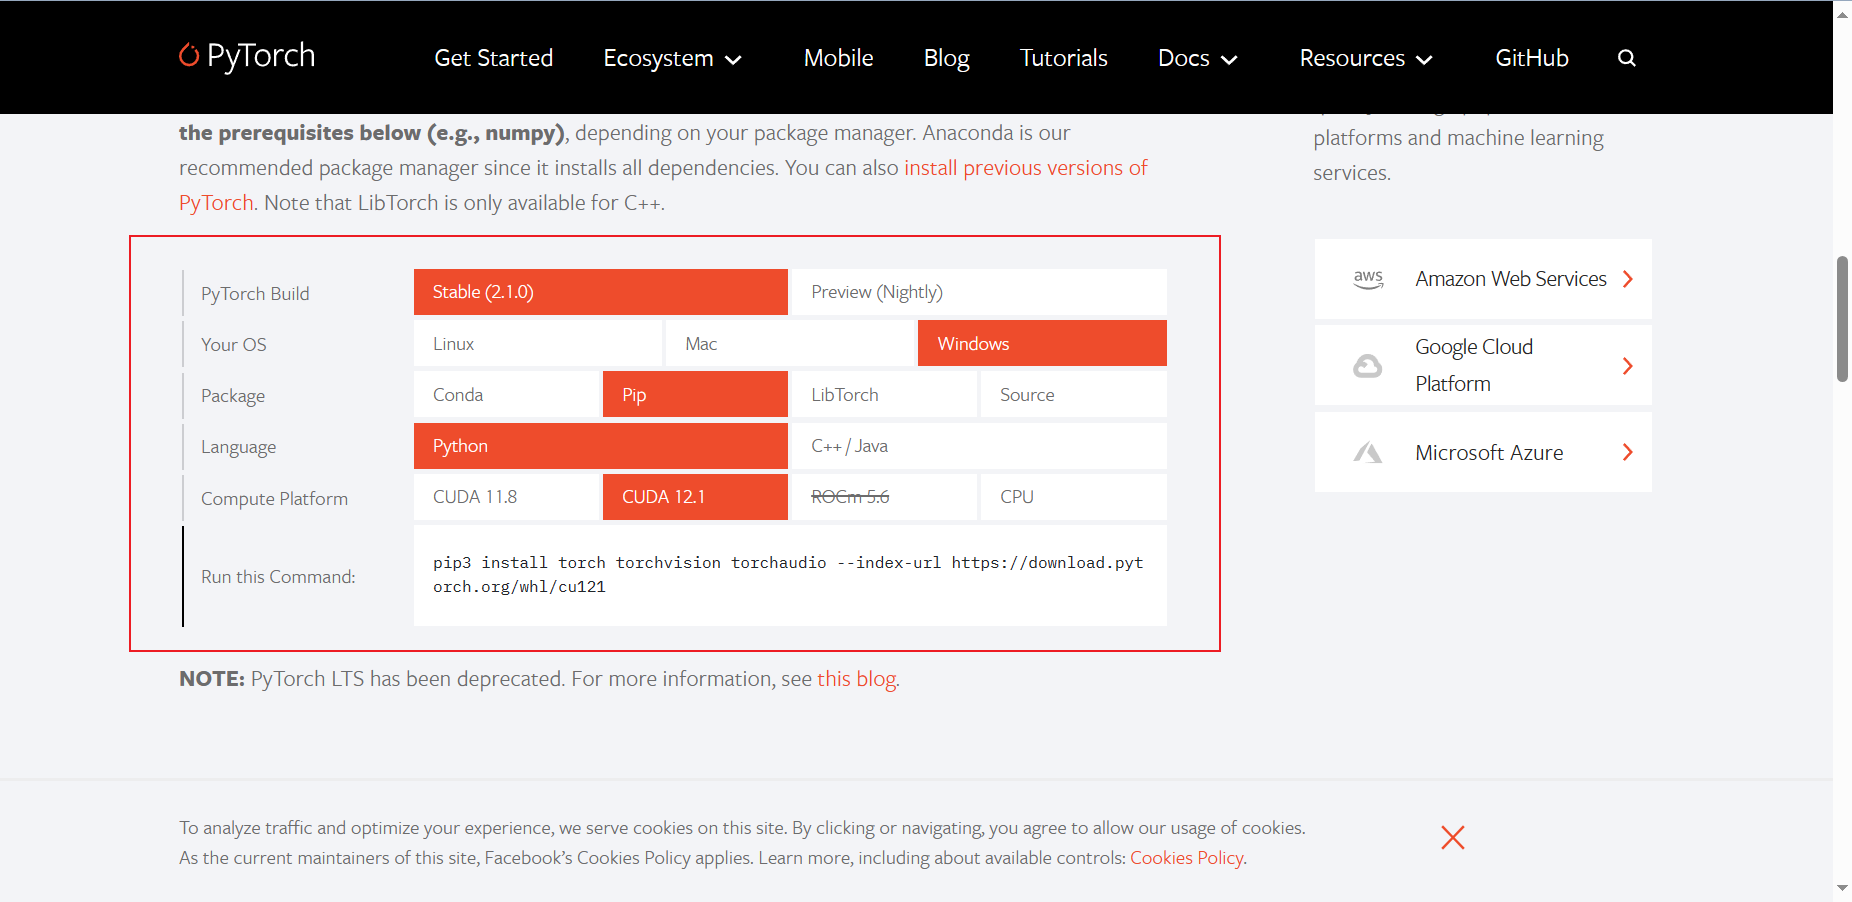 PyTorch
Get Started
Ecosystem
Mobile
Blog
Tutorials
Docs
Resources
GitHub
the prerequisites below (e.g., numpy), depending on your package manager. Anaconda is our
recommended package manager since it installs all dependencies. You can also install previous versions of
PyTorch. Note that LibTorch is only available for C++.
PyTorch Build
Stable (2.1.0)
Preview (Nightly)
Your OS
Linux
Mac
Windows
Package
Conda
Pip
LibTorch
Source
Language
Python
C++ / Java
Compute Platform
CUDA 11.8
CUDA 12.1
ROCm 5.6
CPU
Run this Command:
pip3 install torch torchvision torchaudio --index-url https://download.pyt
orch.org/whl/cu121
NOTE: PyTorch LTS has been deprecated. For more information, see this blog.
platforms and machine learning
services.
aws
Amazon Web Services
Google Cloud
Platform
Microsoft Azure
To analyze traffic and optimize your experience, we serve cookies on this site. By clicking or navigating, you agree to allow our usage of cookies.
As the current maintainers of this site, Facebook’s Cookies Policy applies. Learn more, including about available controls: Cookies Policy.